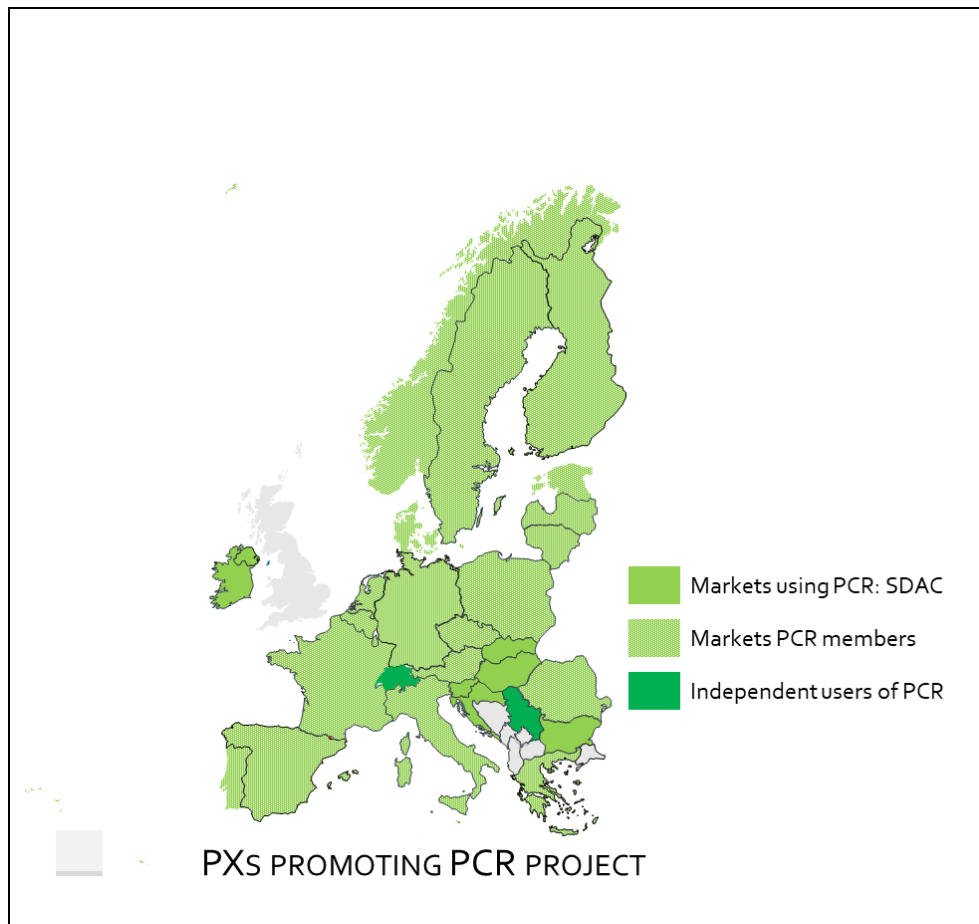 Markets using PCR: SDAC
Markets PCR members
Independent users of PCR
PXs PROMOTING PCR PROJECT